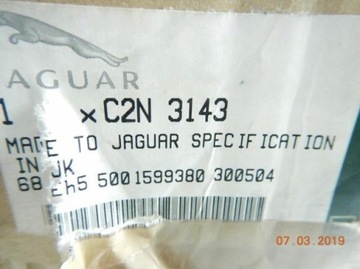 JAGUAR
1 x C2N 3143
MADE TO JAGUAR SPECIFICATION
IN UK
68 5001599380 300504
07.03.2019